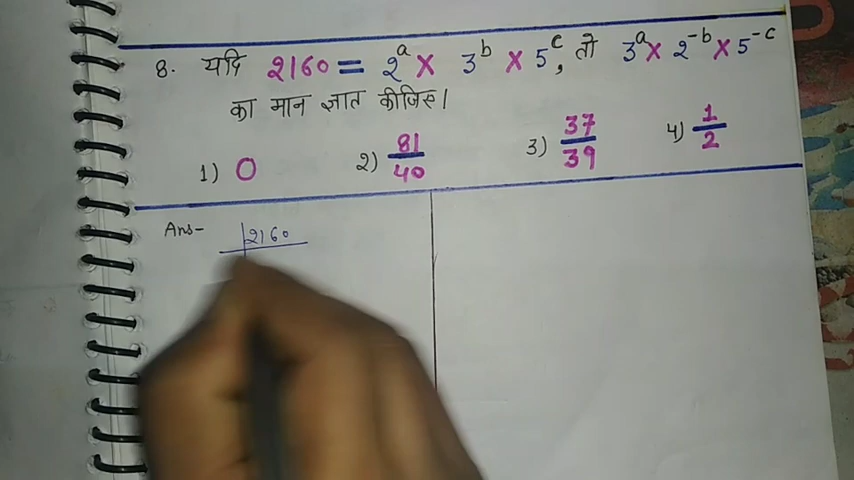 8. यदि 2160 = 2^a × 3^b × 5^c, तो 3^a × 2^-b × 5^-c
का मान ज्ञात कीजिए।
1) 0 2) 81/40 3) 37/39 4) 1/2
Ans-
2160